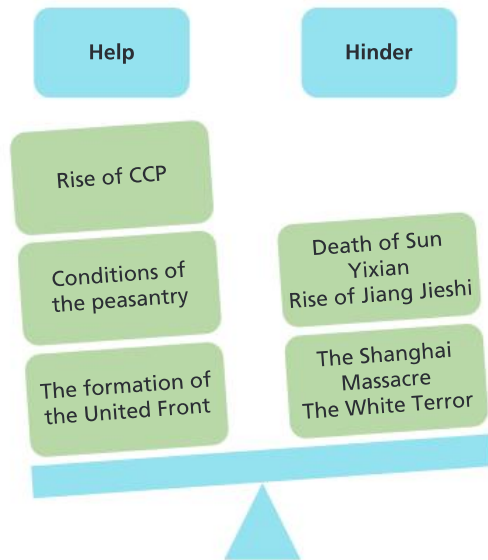 Help
Hinder
Rise of CCP
Conditions of
the peasantry
The formation of
the United Front
Death of Sun
Yixian
Rise of Jiang Jieshi
The Shanghai
Massacre
The White Terror